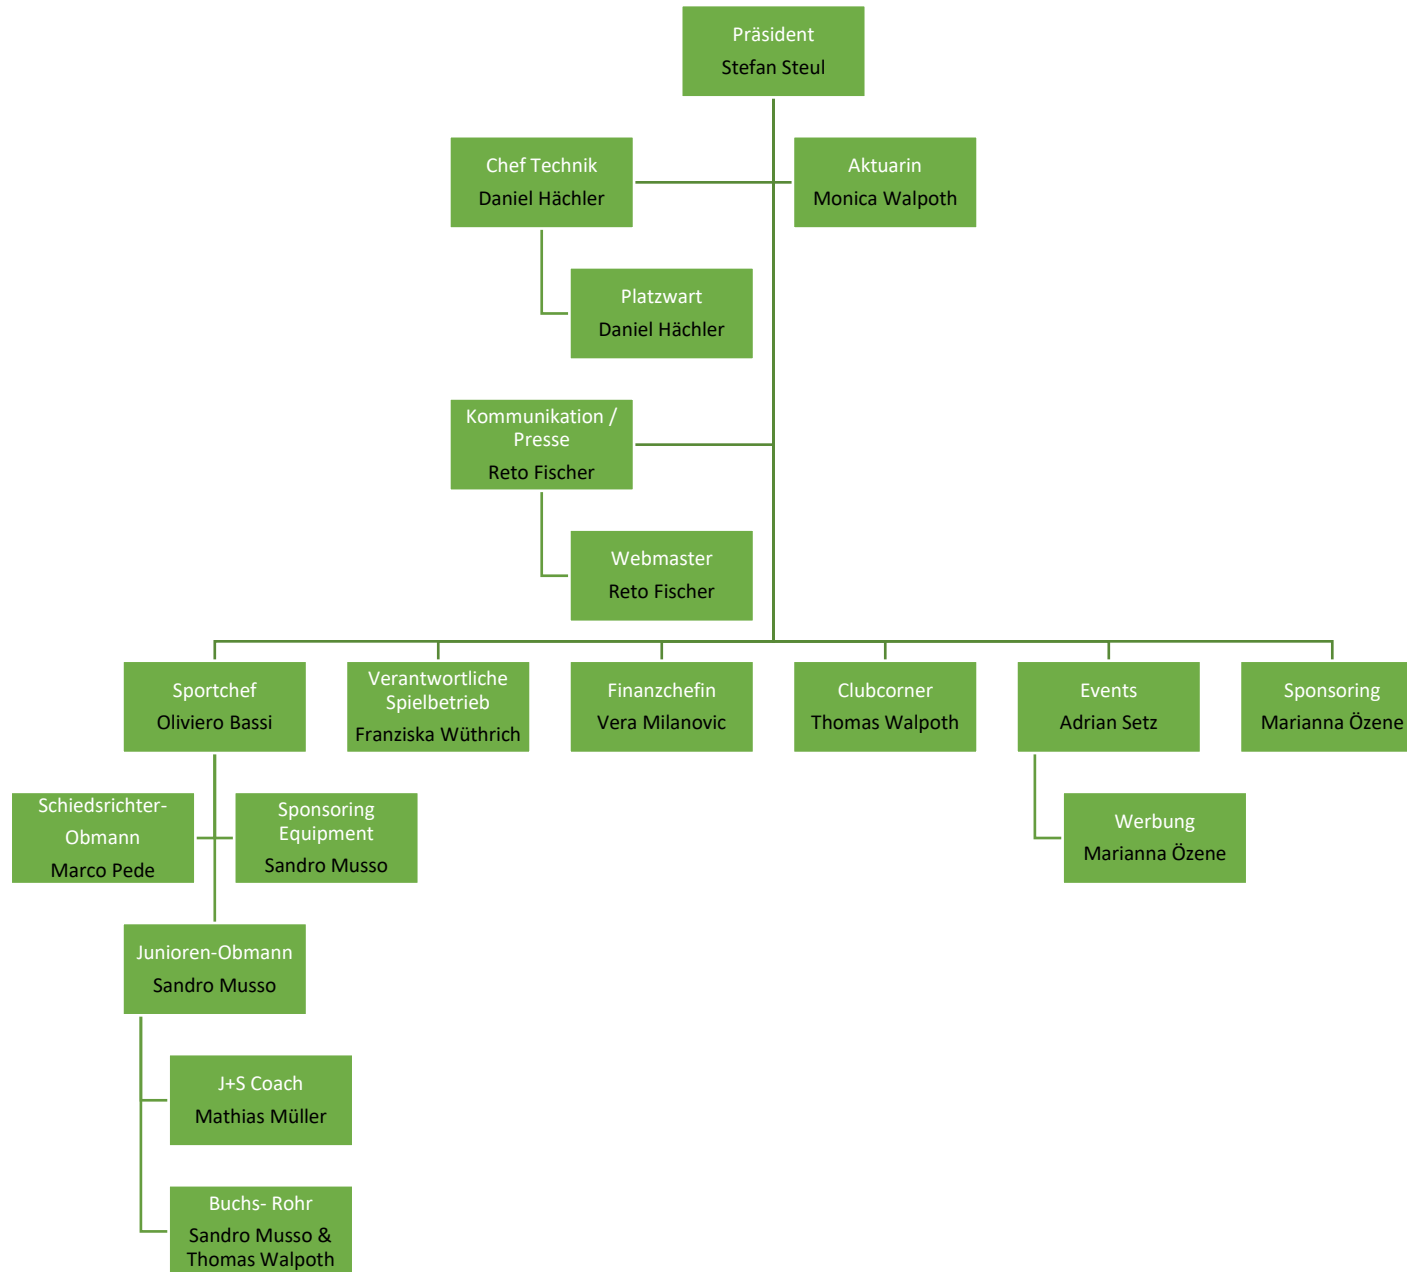 Präsident
Stefan Steul
Chef Technik
Daniel Hächler
Aktuarin
Monica Walpoth
Platzwart
Daniel Hächler
Kommunikation /
Presse
Reto Fischer
Webmaster
Reto Fischer
Sportchef
Oliviero Bassi
Verantwortliche
Spielbetrieb
Franziska Wüthrich
Finanzchefin
Vera Milanovic
Clubcorner
Thomas Walpoth
Events
Adrian Setz
Sponsoring
Marianna Özene
Schiedsrichter-
Obmann
Marco Pede
Sponsoring
Equipment
Sandro Musso
Werbung
Marianna Özene
Junioren-Obmann
Sandro Musso
J+S Coach
Mathias Müller
Buchs- Rohr
Sandro Musso &
Thomas Walpoth